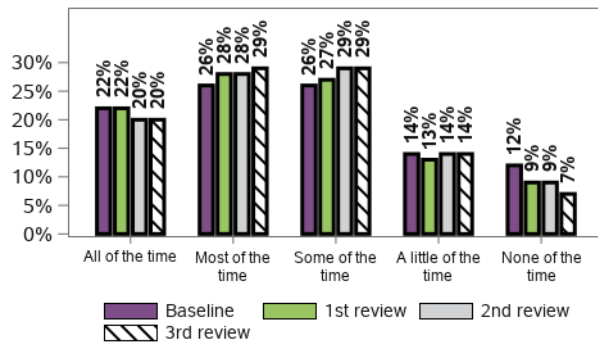 22% 22% 20% 20%
26% 28% 28% 29%
26% 27% 29% 29%
14% 13% 14% 14%
12% 9% 9% 7%
30%
25%
20%
15%
10%
5%
0%
All of the time
Most of the
time
Some of the
time
A little of the
time
None of the
time
Baseline 1st review 2nd review
3rd review